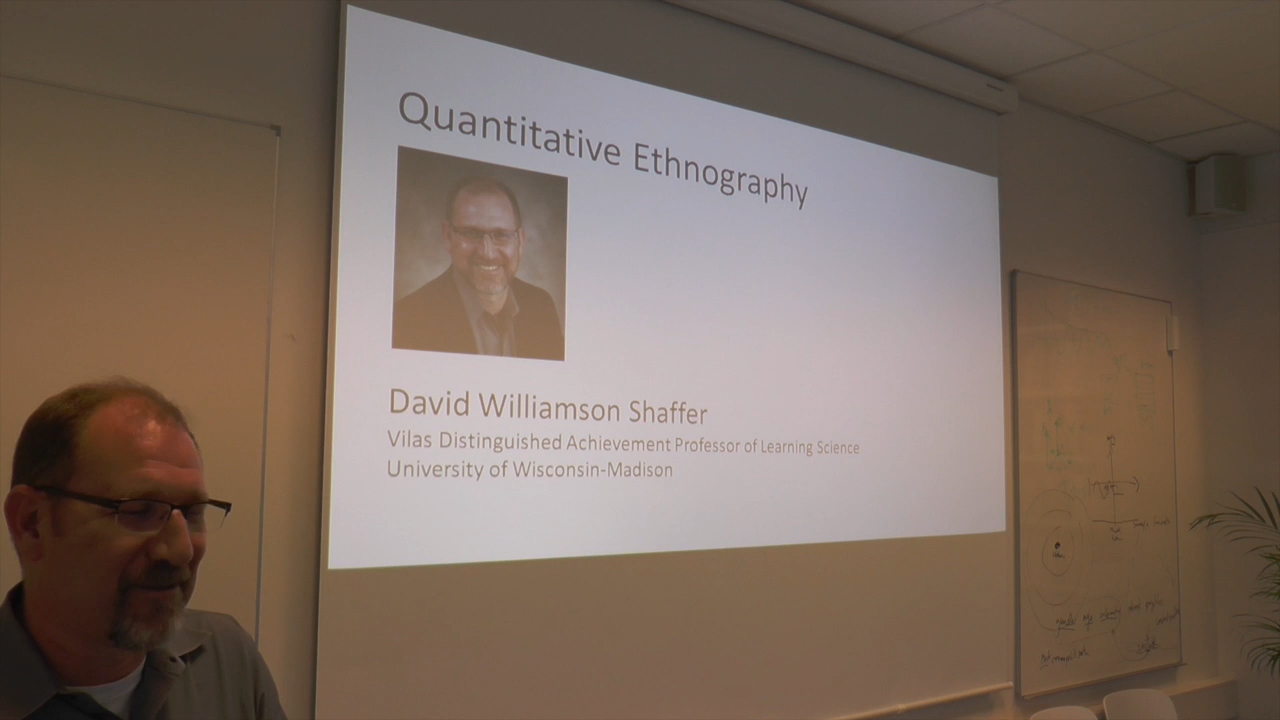 Quantitative Ethnography
David Williamson Shaffer
Vilas Distinguished Achievement Professor of Learning Science
University of Wisconsin-Madison